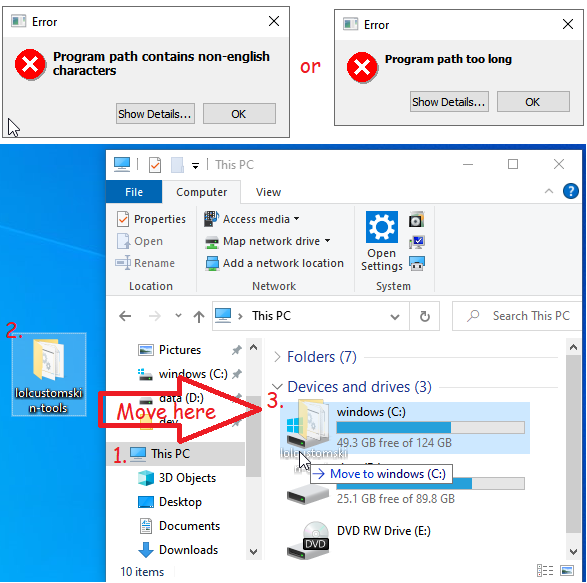 Error
Program path contains non-english
characters
Show Details...
OK
or
Error
Program path too long
Show Details...
OK
This PC
File
Computer
View
Properties
Open
Rename
Location
Access media
Map network drive
Add a network location
Network
Open
Settings
System
This PC
Search This PC
2.
lolcustomski
n-tools
Pictures
windows (C:)
data (D:)
dev
Move here
1.
This PC
3D Objects
Desktop
Documents
Downloads
10 items
Folders (7)
Devices and drives (3)
3.
windows (C:)
49.3 GB free of 124 GB
lolcustomski
Move to windows (C:)
25.1 GB free of 89.8 GB
DVD RW Drive (E:)
DVD